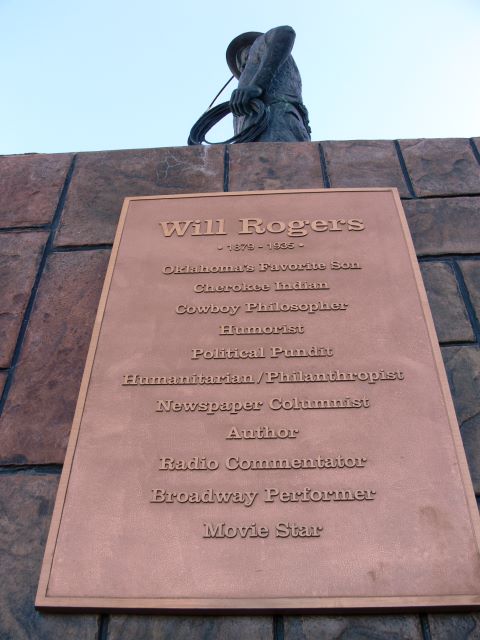 Will Rogers
• 1879 - 1935 •
Oklahoma's Favorite Son
Cherokee Indian
Cowboy Philosopher
Humorist
Political Pundit
Humanitarian/Philanthropist
Newspaper Columnist
Author
Radio Commentator
Broadway Performer
Movie Star